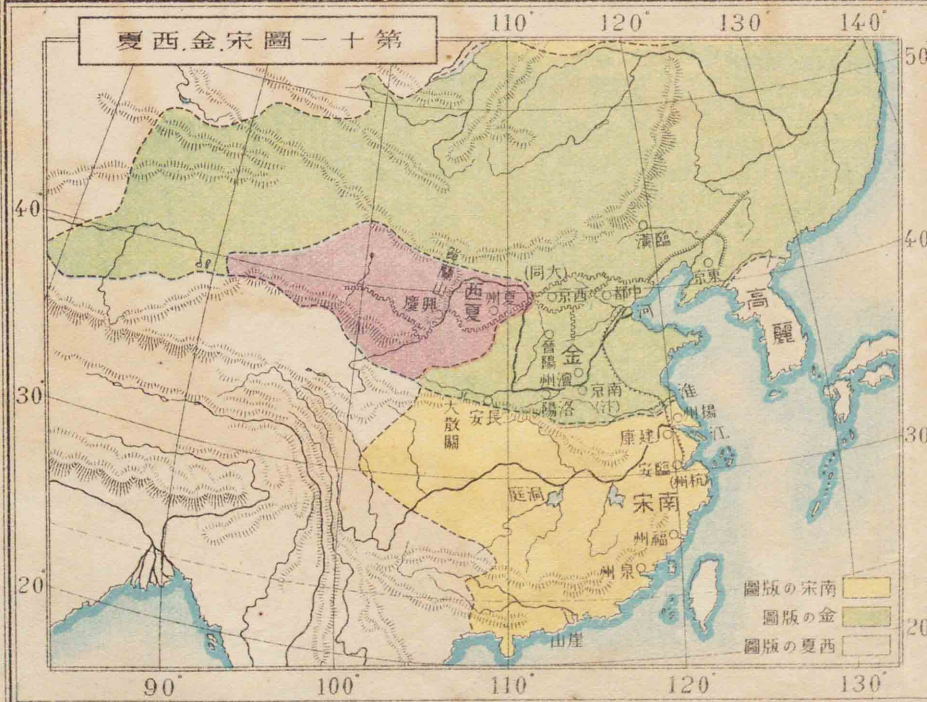 第十一圖宋.金.西夏
110°
120°
130°
140°
50
40
30
20
40
30
20
90°
100°
110°
120°
130°
臨潢
東京
高麗
(大同)
西京
中都
河
蘭山
興慶
西夏
夏州
晉陽
金
澶州
南京
(汴)
洛陽
長安
大散關
淮
揚州
江
建康
臨安
(杭州)
洞庭
南宋
福州
泉州
崖山
南宋の版圖
金の版圖
西夏の版圖